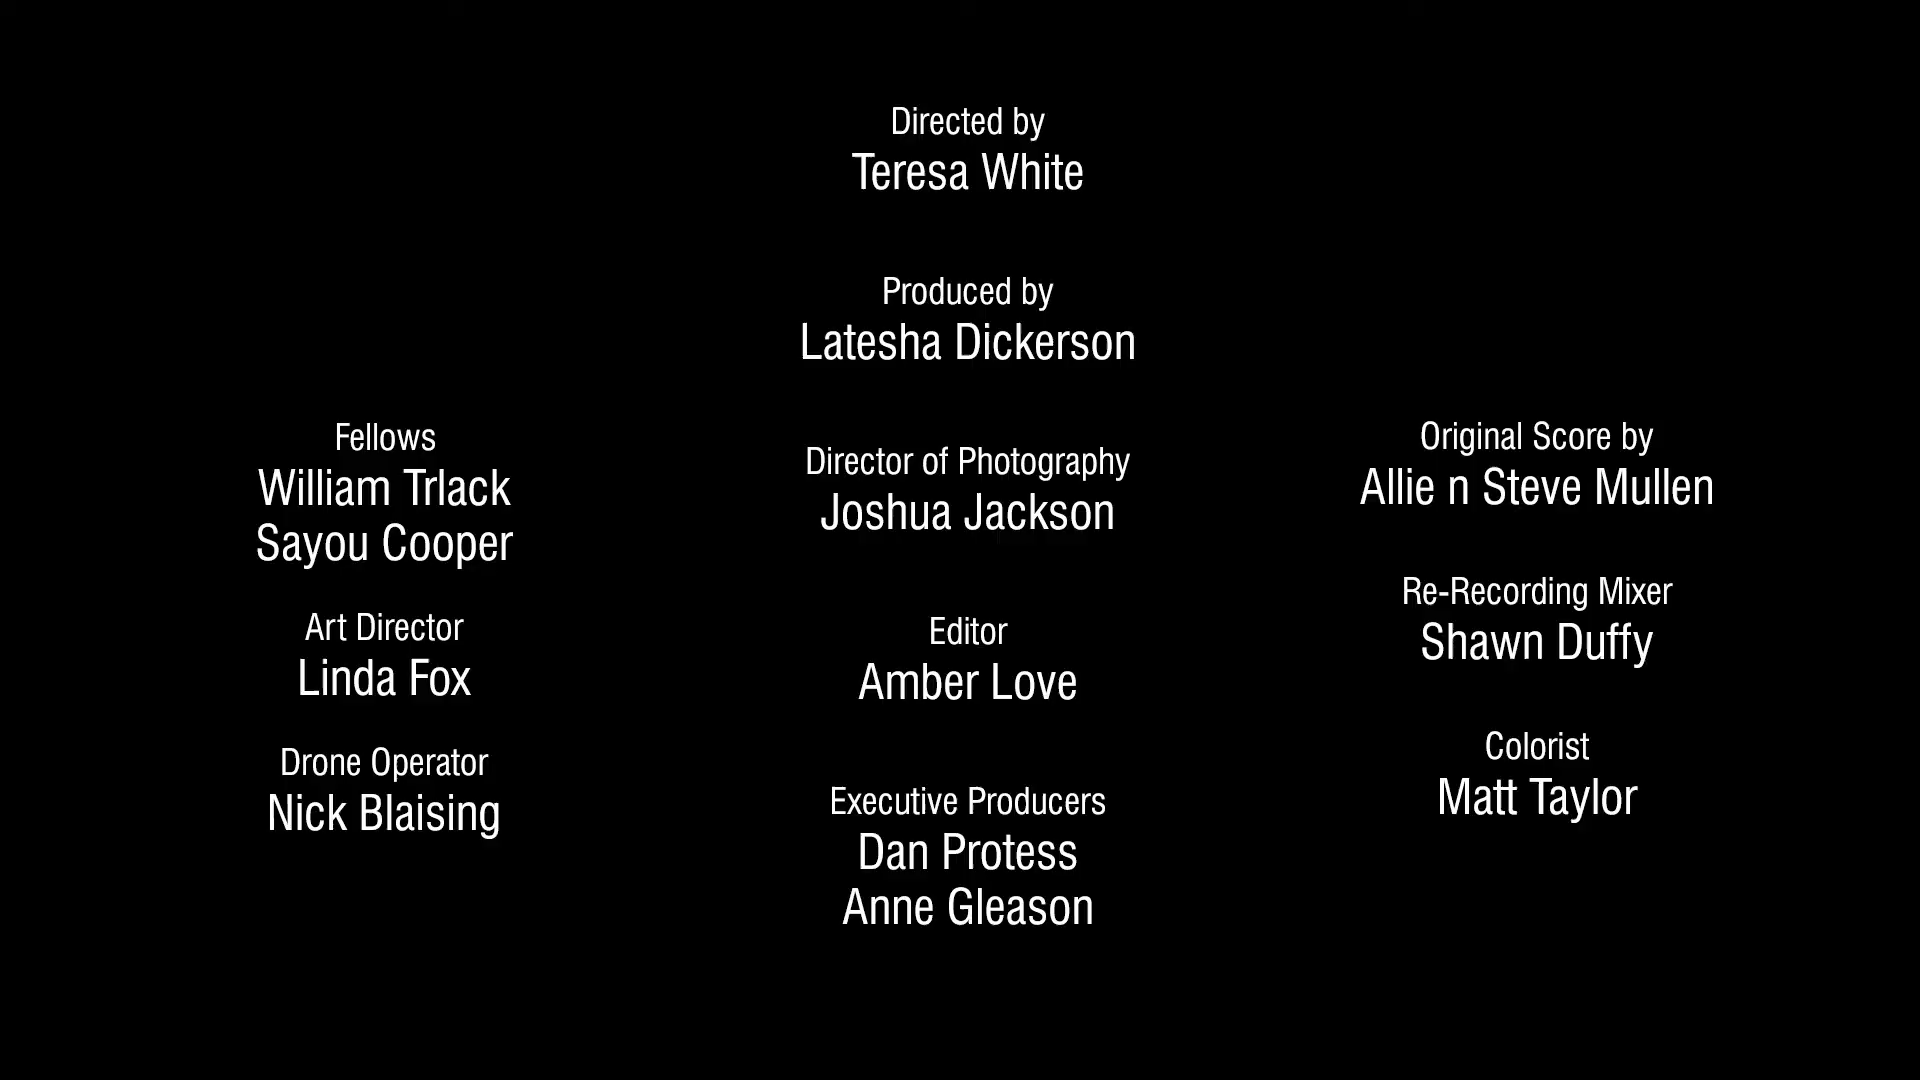 Directed by
Teresa White
Produced by
Latesha Dickerson
Director of Photography
Joshua Jackson
Editor
Amber Love
Executive Producers
Dan Protess
Anne Gleason
Fellows
William Trlack
Sayou Cooper
Art Director
Linda Fox
Drone Operator
Nick Blaising
Original Score by
Allie n Steve Mullen
Re-Recording Mixer
Shawn Duffy
Colorist
Matt Taylor